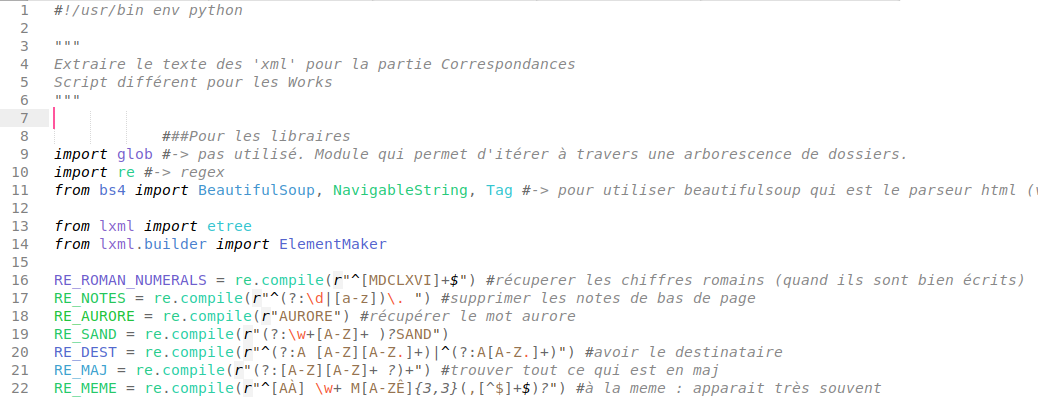 1 #!/usr/bin env python
2
3 """
4 Extraire le texte des 'xml' pour la partie Correspondances
5 Script différent pour les Works
6 """
7
8 ###Pour les libraires
9 import glob #-> pas utilisé. Module qui permet d'itérer à travers une arborescence de dossiers.
10 import re #-> regex
11 from bs4 import BeautifulSoup, NavigableString, Tag #-> pour utiliser beautifulsoup qui est le parseur html (v
12
13 from lxml import etree
14 from lxml.builder import ElementMaker
15
16 RE_ROMAN_NUMERALS = re.compile(r"^[MDCLXVI]+$") #récuperer les chiffres romains (quand ils sont bien écrits)
17 RE_NOTES = re.compile(r"^(?:\d|[a-z])\. ") #supprimer les notes de bas de page
18 RE_AURORE = re.compile(r"AURORE") #récupérer le mot aurore
19 RE_SAND = re.compile(r"(?:\w+[A-Z]+ )?SAND")
20 RE_DEST = re.compile(r"^(?:A [A-Z][A-Z.]+)|^(?:A[A-Z.]+)") #avoir le destinataire
21 RE_MAJ = re.compile(r"(?:[A-Z][A-Z]+ ?)+") #trouver tout ce qui est en maj
22 RE_MEME = re.compile(r"^[AÀ] \w+ M[A-ZÊ]{3,3}(,[^$]+$)?") #à la meme : apparait très souvent